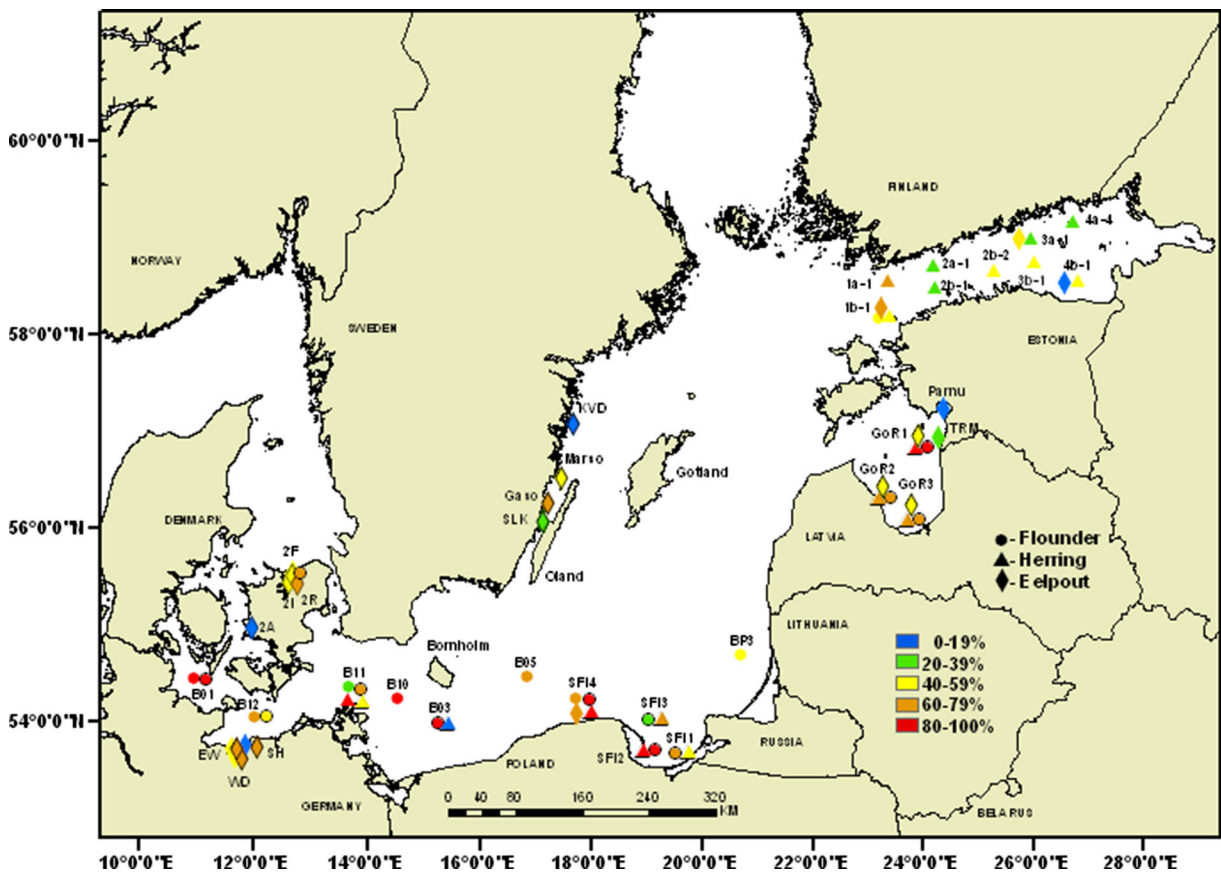 60°0'0"N
58°0'0"N
56°0'0"N
54°0'0"N
NORWAY
SWEDEN
FINLAND
ESTONIA
DENMARK
LATVIA
LITHUANIA
RUSSIA
BELARUS
POLAND
GERMANY
4a-4
3a-1
2b-2
2a-1
1a-1
2b-1
3b-1
4b-1
1b-1
Parnu
TRM
GoR1
GoR2
GoR3
KVD
Marso
Gaso
SLK
Gotland
Oland
2F
2I
2R
2A
Bornholm
B01
B12
B11
B10
B03
B05
BP3
SFI4
SFI3
SFI1
SFI2
EW
WD
SH
- Flounder
- Herring
- Eelpout
0-19%
20-39%
40-59%
60-79%
80-100%
0 40 80 160 240 320
KM
10°0'0"E 12°0'0"E 14°0'0"E 16°0'0"E 18°0'0"E 20°0'0"E 22°0'0"E 24°0'0"E 26°0'0"E 28°0'0"E